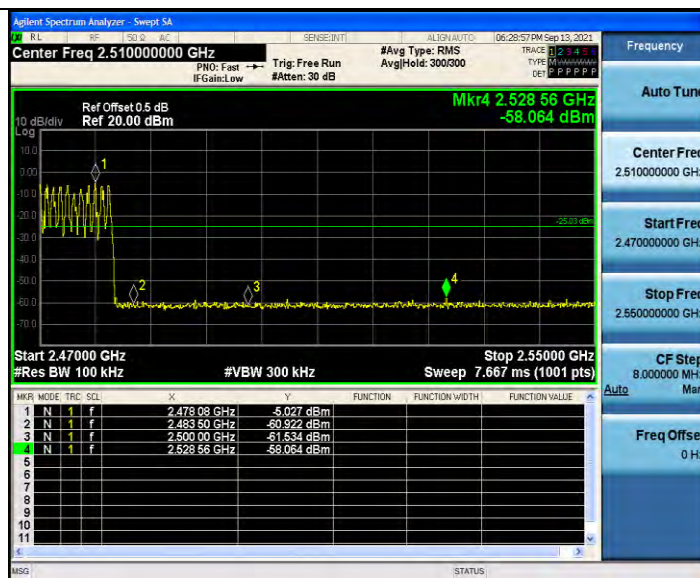 Agilent Spectrum Analyzer - Swept SA
RL RF 50 Ω AC SENSE:INT ALIGNAUTO 06:28:57 PM Sep 13, 2021
Center Freq 2.510000000 GHz
PNO: Fast
IFGain:Low
Trig: Free Run
#Atten: 30 dB
#Avg Type: RMS
Avg|Hold: 300/300
TRACE 1 2 3 4 5 6
TYPE M
DET P P P P P P
Ref Offset 0.5 dB
10 dB/div Ref 20.00 dBm
Log
Mkr4 2.528 56 GHz
-58.064 dBm
10.0
0.00
-10.0
-20.0
-30.0
-40.0
-50.0
-60.0
-70.0
1
2
3
4
-25.03 dBm
Start 2.47000 GHz Stop 2.55000 GHz
#Res BW 100 kHz #VBW 300 kHz Sweep 7.667 ms (1001 pts)
MKR MODE TRC SCL X Y FUNCTION FUNCTION WIDTH FUNCTION VALUE
1 N 1 f 2.478 08 GHz -5.027 dBm
2 N 1 f 2.483 50 GHz -60.922 dBm
3 N 1 f 2.500 00 GHz -61.534 dBm
4 N 1 f 2.528 56 GHz -58.064 dBm
5
6
7
8
9
10
11
MSG STATUS
Frequency
Auto Tune
Center Freq
2.510000000 GHz
Start Freq
2.470000000 GHz
Stop Freq
2.550000000 GHz
CF Step
8.000000 MHz
Auto Man
Freq Offset
0 Hz